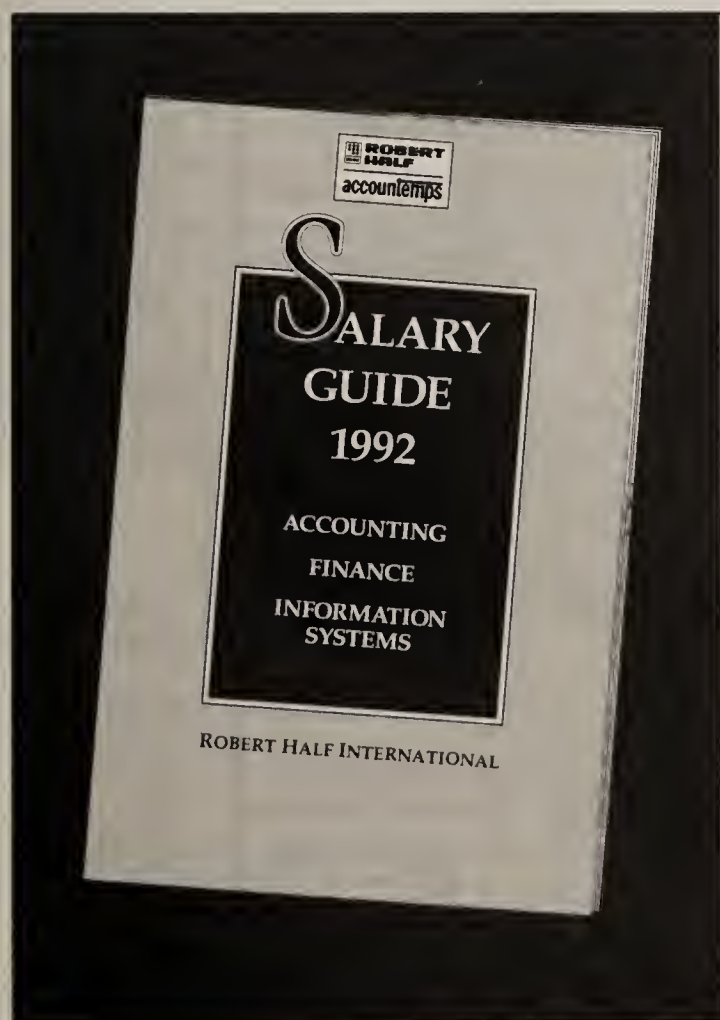 ROBERT
HALF
accountemps
SALARY
GUIDE
1992
ACCOUNTING
FINANCE
INFORMATION
SYSTEMS
ROBERT HALF INTERNATIONAL